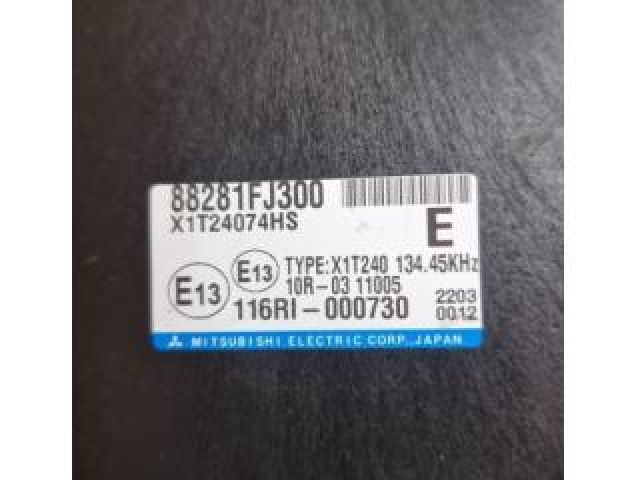 88281FJ300
X1T24074HS
E
E13
E13
TYPE:X1T240 134.45KHz
10R-03 11005
116RI-000730
2203
0012
MITSUBISHI ELECTRIC CORP., JAPAN